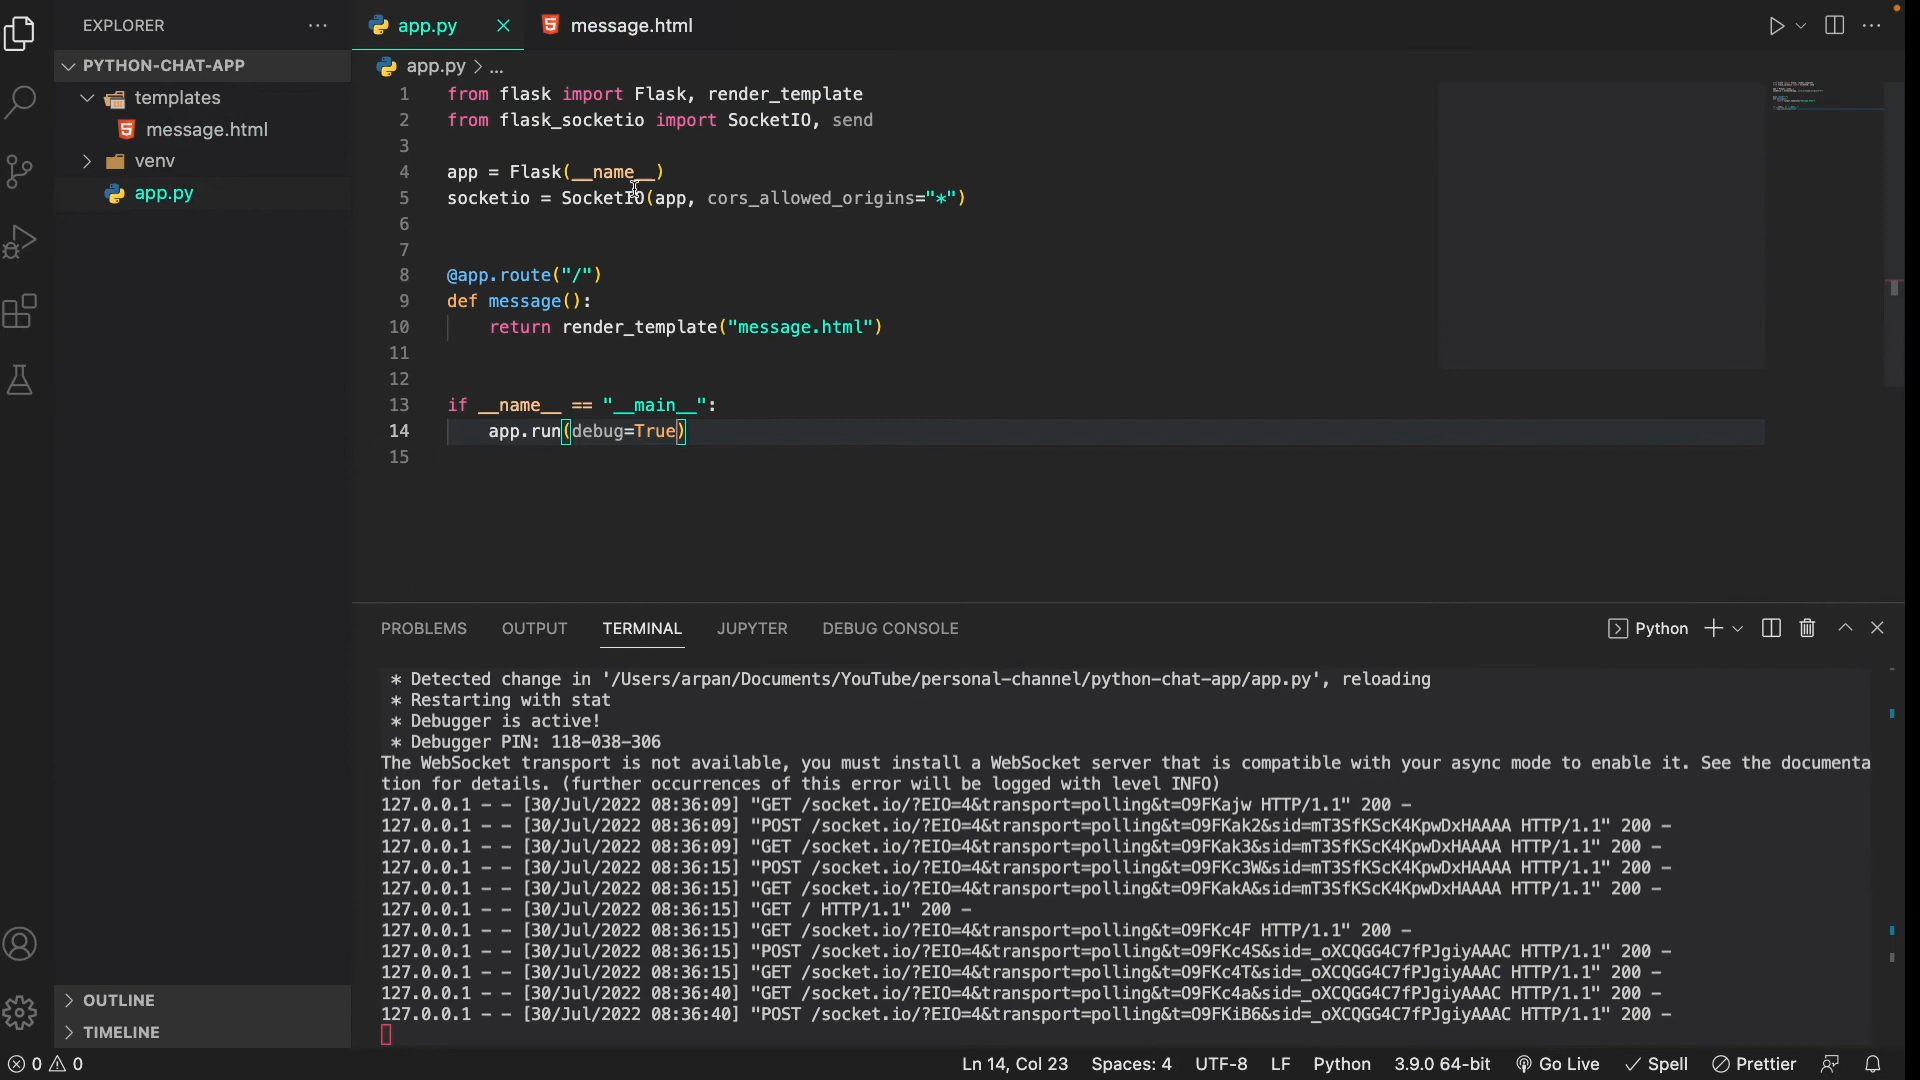 EXPLORER
PYTHON-CHAT-APP
templates
message.html
venv
app.py
OUTLINE
TIMELINE
app.py
message.html
app.py > ...
1 from flask import Flask, render_template
2 from flask_socketio import SocketIO, send
3
4 app = Flask(__name__)
5 socketio = SocketIO(app, cors_allowed_origins="*")
6
7
8 @app.route("/")
9 def message():
10 return render_template("message.html")
11
12
13 if __name__ == "__main__":
14 app.run(debug=True)
15
PROBLEMS OUTPUT TERMINAL JUPYTER DEBUG CONSOLE Python
* Detected change in '/Users/arpan/Documents/YouTube/personal-channel/python-chat-app/app.py', reloading
* Restarting with stat
* Debugger is active!
* Debugger PIN: 118-038-306
The WebSocket transport is not available, you must install a WebSocket server that is compatible with your async mode to enable it. See the documenta
tion for details. (further occurrences of this error will be logged with level INFO)
127.0.0.1 - - [30/Jul/2022 08:36:09] "GET /socket.io/?EIO=4&transport=polling&t=O9FKajw HTTP/1.1" 200 -
127.0.0.1 - - [30/Jul/2022 08:36:09] "POST /socket.io/?EIO=4&transport=polling&t=O9FKak2&sid=mT3SfKScK4KpwDxHAAAA HTTP/1.1" 200 -
127.0.0.1 - - [30/Jul/2022 08:36:09] "GET /socket.io/?EIO=4&transport=polling&t=O9FKak3&sid=mT3SfKScK4KpwDxHAAAA HTTP/1.1" 200 -
127.0.0.1 - - [30/Jul/2022 08:36:15] "POST /socket.io/?EIO=4&transport=polling&t=O9FKc3W&sid=mT3SfKScK4KpwDxHAAAA HTTP/1.1" 200 -
127.0.0.1 - - [30/Jul/2022 08:36:15] "GET /socket.io/?EIO=4&transport=polling&t=O9FKakA&sid=mT3SfKScK4KpwDxHAAAA HTTP/1.1" 200 -
127.0.0.1 - - [30/Jul/2022 08:36:15] "GET / HTTP/1.1" 200 -
127.0.0.1 - - [30/Jul/2022 08:36:15] "GET /socket.io/?EIO=4&transport=polling&t=O9FKc4F HTTP/1.1" 200 -
127.0.0.1 - - [30/Jul/2022 08:36:15] "POST /socket.io/?EIO=4&transport=polling&t=O9FKc4S&sid=_oXCQGG4C7fPJgiyAAAC HTTP/1.1" 200 -
127.0.0.1 - - [30/Jul/2022 08:36:15] "GET /socket.io/?EIO=4&transport=polling&t=O9FKc4T&sid=_oXCQGG4C7fPJgiyAAAC HTTP/1.1" 200 -
127.0.0.1 - - [30/Jul/2022 08:36:40] "GET /socket.io/?EIO=4&transport=polling&t=O9FKc4a&sid=_oXCQGG4C7fPJgiyAAAC HTTP/1.1" 200 -
127.0.0.1 - - [30/Jul/2022 08:36:40] "POST /socket.io/?EIO=4&transport=polling&t=O9FKiB6&sid=_oXCQGG4C7fPJgiyAAAC HTTP/1.1" 200 -
0 0 Ln 14, Col 23 Spaces: 4 UTF-8 LF Python 3.9.0 64-bit Go Live Spell Prettier